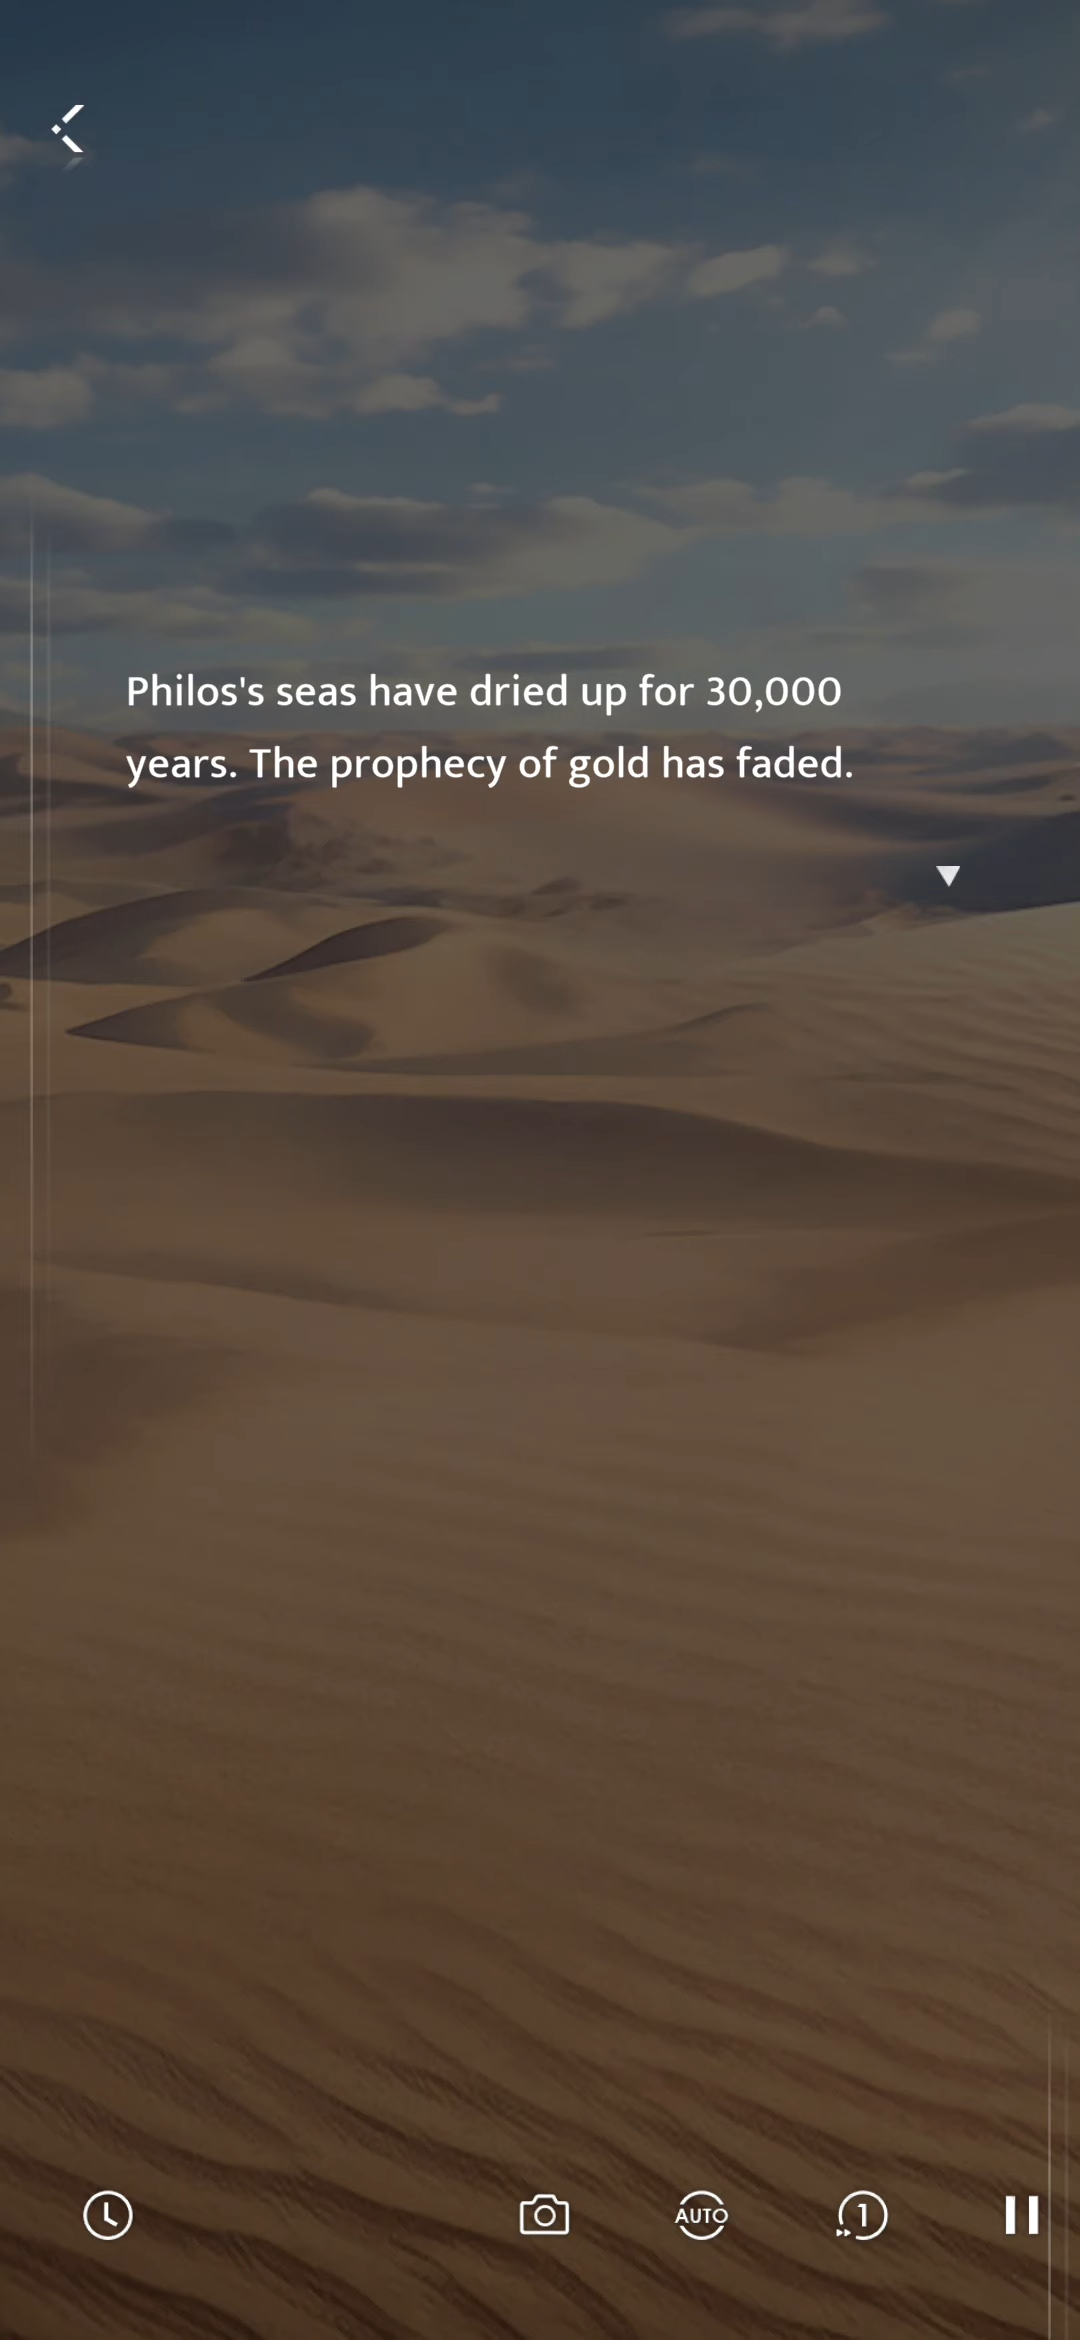 Philos's seas have dried up for 30,000
years. The prophecy of gold has faded.
AUTO
1